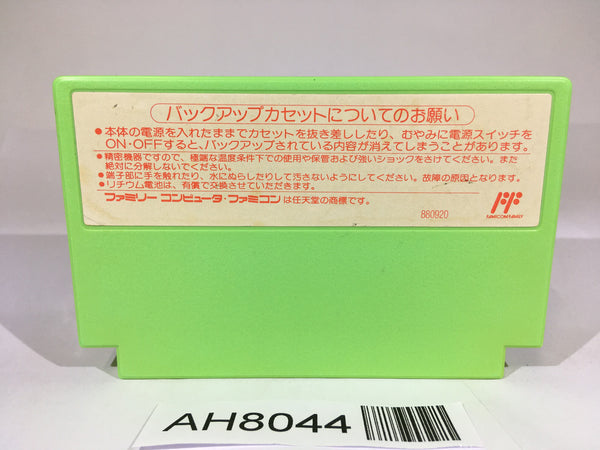 バックアップカセットについてのお願い
●本体の電源を入れたままでカセットを抜き差ししたり、むやみに電源スイッチを
ON・OFFすると、バックアップされている内容が消えてしまうことがあります。
●精密機器ですので、極端な温度条件下での使用や保管および強いショックをさけてください。また
絶対に分解しないでください。
●端子部に手を触れたり、水にぬらしたりして汚さないようにしてください。故障の原因となります。
●リチウム電池は、有償で交換させていただきます。
ファミリー コンピュータ・ファミコンは任天堂の商標です。
880920
FAMICOM FAMILY
AH8044